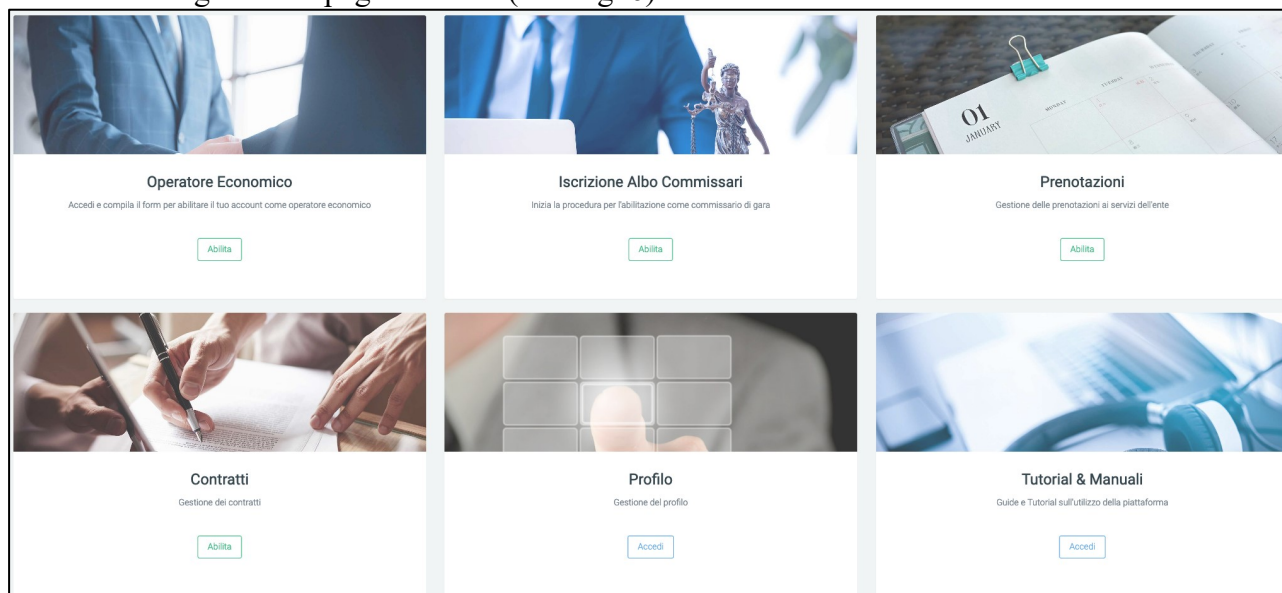 Operatore Economico
Accedi e compila il form per abilitare il tuo account come operatore economico
Abilita
Iscrizione Albo Commissari
Inizia la procedura per l'abilitazione come commissario di gara
Abilita
01
JANUARY
MONDAY
TUESDAY
Prenotazioni
Gestione delle prenotazioni ai servizi dell'ente
Abilita
Contratti
Gestione dei contratti
Abilita
Profilo
Gestione del profilo
Accedi
Tutorial & Manuali
Guide e Tutorial sull'utilizzo della piattaforma
Accedi